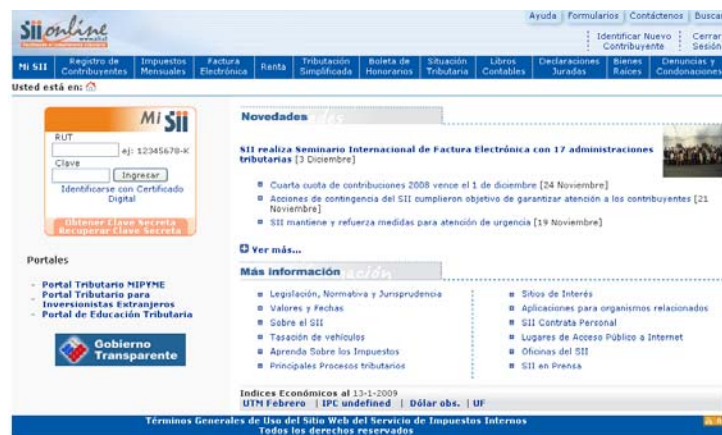 Ayuda | Formularios | Contáctenos | Buscar
Sii online
Identificar Nuevo Contribuyente
Cerrar Sesión
Mi SII
Registro de Contribuyentes
Impuestos Mensuales
Factura Electrónica
Renta
Tributación Simplificada
Boleta de Honorarios
Situación Tributaria
Libros Contables
Declaraciones Juradas
Bienes Raíces
Denuncias y Condonaciones
Usted está en:
Mi Sii
RUT
ej: 12345678-K
Clave
Ingresar
Identificarse con Certificado
Digital
Obtener Clave Secreta
Recuperar Clave Secreta
Portales
Portal Tributario MIPYME
Portal Tributario para
Inversionistas Extranjeros
Portal de Educación Tributaria
Gobierno
Transparente
Novedades
SII realiza Seminario Internacional de Factura Electrónica con 17 administraciones
tributarias [3 Diciembre]
Cuarta cuota de contribuciones 2008 vence el 1 de diciembre [24 Noviembre]
Acciones de contingencia del SII cumplieron objetivo de garantizar atención a los contribuyentes [21
Noviembre]
SII mantiene y refuerza medidas para atención de urgencia [19 Noviembre]
Ver más...
Más información
Legislación, Normativa y Jurisprudencia
Valores y Fechas
Sobre el SII
Tasación de vehículos
Aprenda Sobre los Impuestos
Principales Procesos tributarios
Sitios de Interés
Aplicaciones para organismos relacionados
SII Contrata Personal
Lugares de Acceso Público a Internet
Oficinas del SII
SII en Prensa
Indices Económicos al 13-1-2009
UTM Febrero | IPC undefined | Dólar obs. | UF
Términos Generales de Uso del Sitio Web del Servicio de Impuestos Internos
Todos los derechos reservados